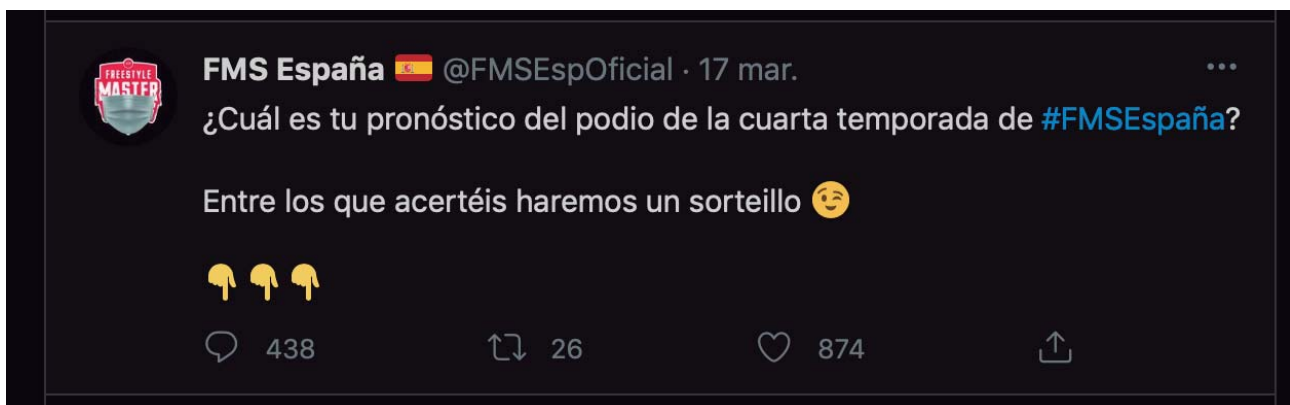 FREESTYLE
MASTER
FMS España 🇪🇸 @FMSEspOficial · 17 mar.
¿Cuál es tu pronóstico del podio de la cuarta temporada de #FMSEspaña?
Entre los que acertéis haremos un sorteillo 😉
👇👇👇
438 26 874